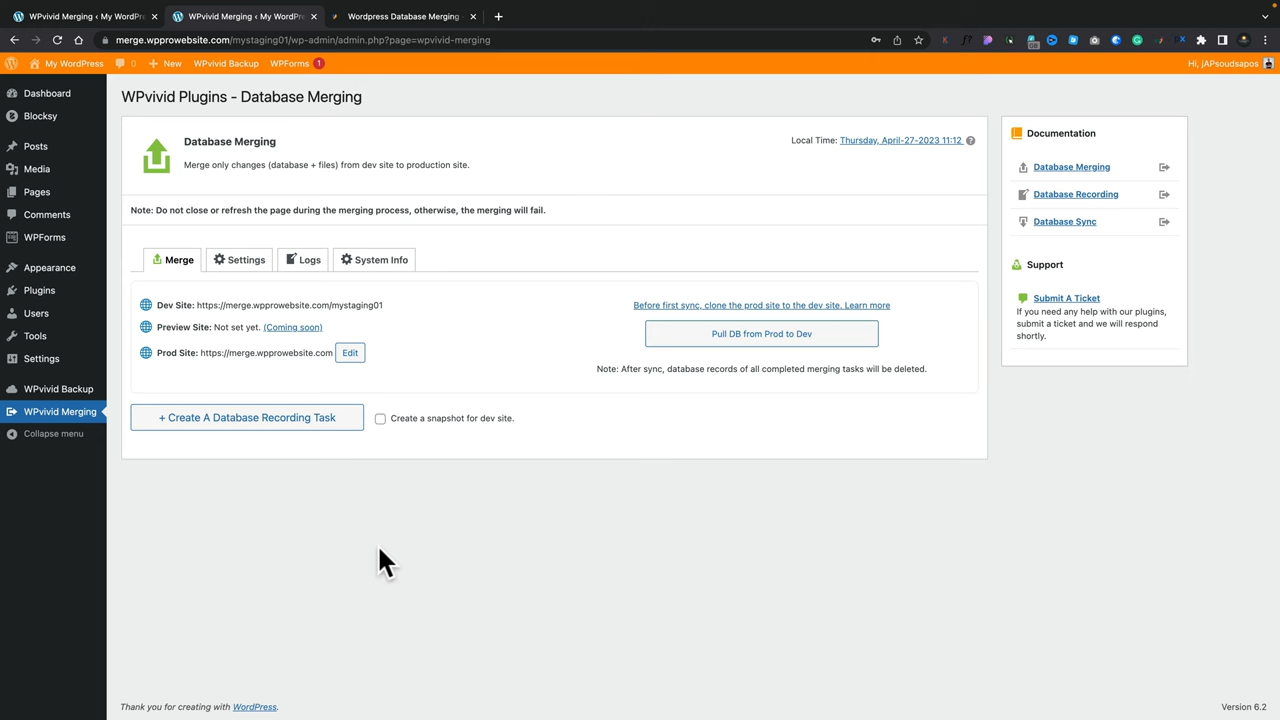 WPvivid Merging ‹ My WordPre
WPvivid Merging ‹ My WordPre
Wordpress Database Merging
merge.wpprowebsite.com/mystaging01/wp-admin/admin.php?page=wpvivid-merging
My WordPress 0 New WPvivid Backup WPForms 1
Hi, jAPsoudsapos
Dashboard
Blocksy
Posts
Media
Pages
Comments
WPForms
Appearance
Plugins
Users
Tools
Settings
WPvivid Backup
WPvivid Merging
Collapse menu
WPvivid Plugins - Database Merging
Database Merging
Merge only changes (database + files) from dev site to production site.
Local Time: Thursday, April-27-2023 11:12
Note: Do not close or refresh the page during the merging process, otherwise, the merging will fail.
Merge Settings Logs System Info
Dev Site: https://merge.wpprowebsite.com/mystaging01
Preview Site: Not set yet. (Coming soon)
Prod Site: https://merge.wpprowebsite.com Edit
Before first sync, clone the prod site to the dev site. Learn more
Pull DB from Prod to Dev
Note: After sync, database records of all completed merging tasks will be deleted.
+ Create A Database Recording Task
Create a snapshot for dev site.
Documentation
Database Merging
Database Recording
Database Sync
Support
Submit A Ticket
If you need any help with our plugins,
submit a ticket and we will respond
shortly.
Thank you for creating with WordPress.
Version 6.2